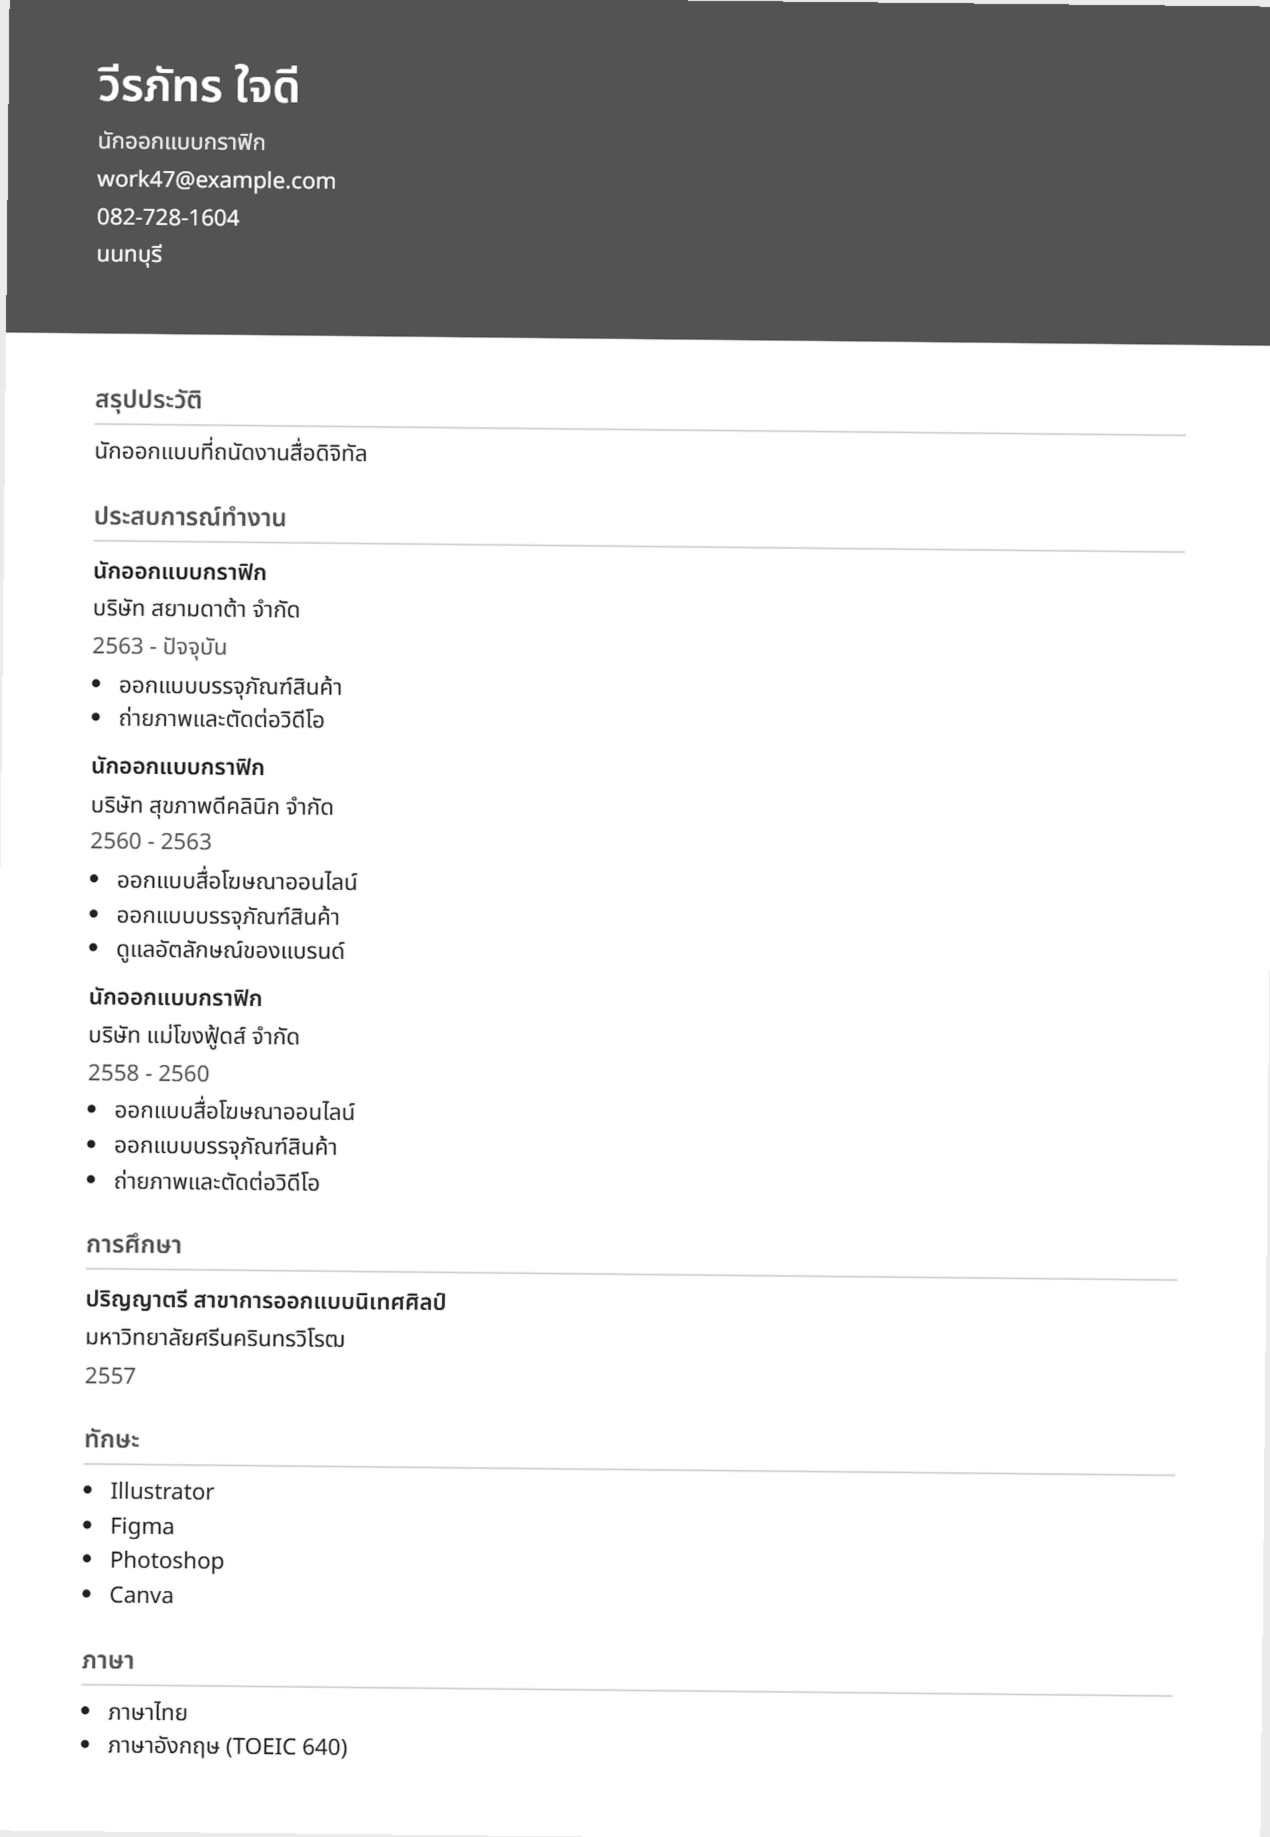 วีรภัทร ใจดี
นักออกแบบกราฟิก
work47@example.com
082-728-1604
นนทบุรี
สรุปประวัติ
นักออกแบบที่ถนัดงานสื่อดิจิทัล
ประสบการณ์ทำงาน
นักออกแบบกราฟิก
บริษัท สยามดาต้า จำกัด
2563 - ปัจจุบัน
• ออกแบบบรรจุภัณฑ์สินค้า
• ถ่ายภาพและตัดต่อวิดีโอ
นักออกแบบกราฟิก
บริษัท สุขภาพดีคลินิก จำกัด
2560 - 2563
• ออกแบบสื่อโฆษณาออนไลน์
• ออกแบบบรรจุภัณฑ์สินค้า
• ดูแลอัตลักษณ์ของแบรนด์
นักออกแบบกราฟิก
บริษัท แม่โขงฟู้ดส์ จำกัด
2558 - 2560
• ออกแบบสื่อโฆษณาออนไลน์
• ออกแบบบรรจุภัณฑ์สินค้า
• ถ่ายภาพและตัดต่อวิดีโอ
การศึกษา
ปริญญาตรี สาขาการออกแบบนิเทศศิลป์
มหาวิทยาลัยศรีนครินทรวิโรฒ
2557
ทักษะ
• Illustrator
• Figma
• Photoshop
• Canva
ภาษา
• ภาษาไทย
• ภาษาอังกฤษ (TOEIC 640)